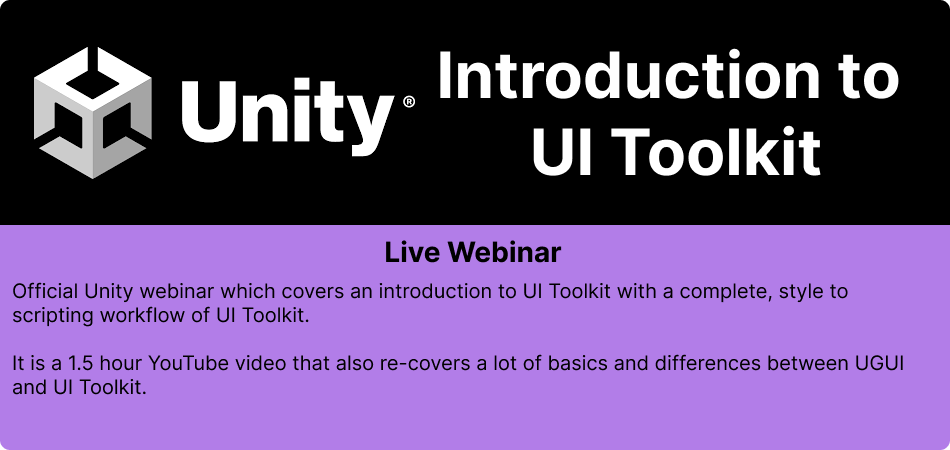 Unity®
Introduction to
UI Toolkit
Live Webinar
Official Unity webinar which covers an introduction to UI Toolkit with a complete, style to
scripting workflow of UI Toolkit.
It is a 1.5 hour YouTube video that also re-covers a lot of basics and differences between UGUI
and UI Toolkit.